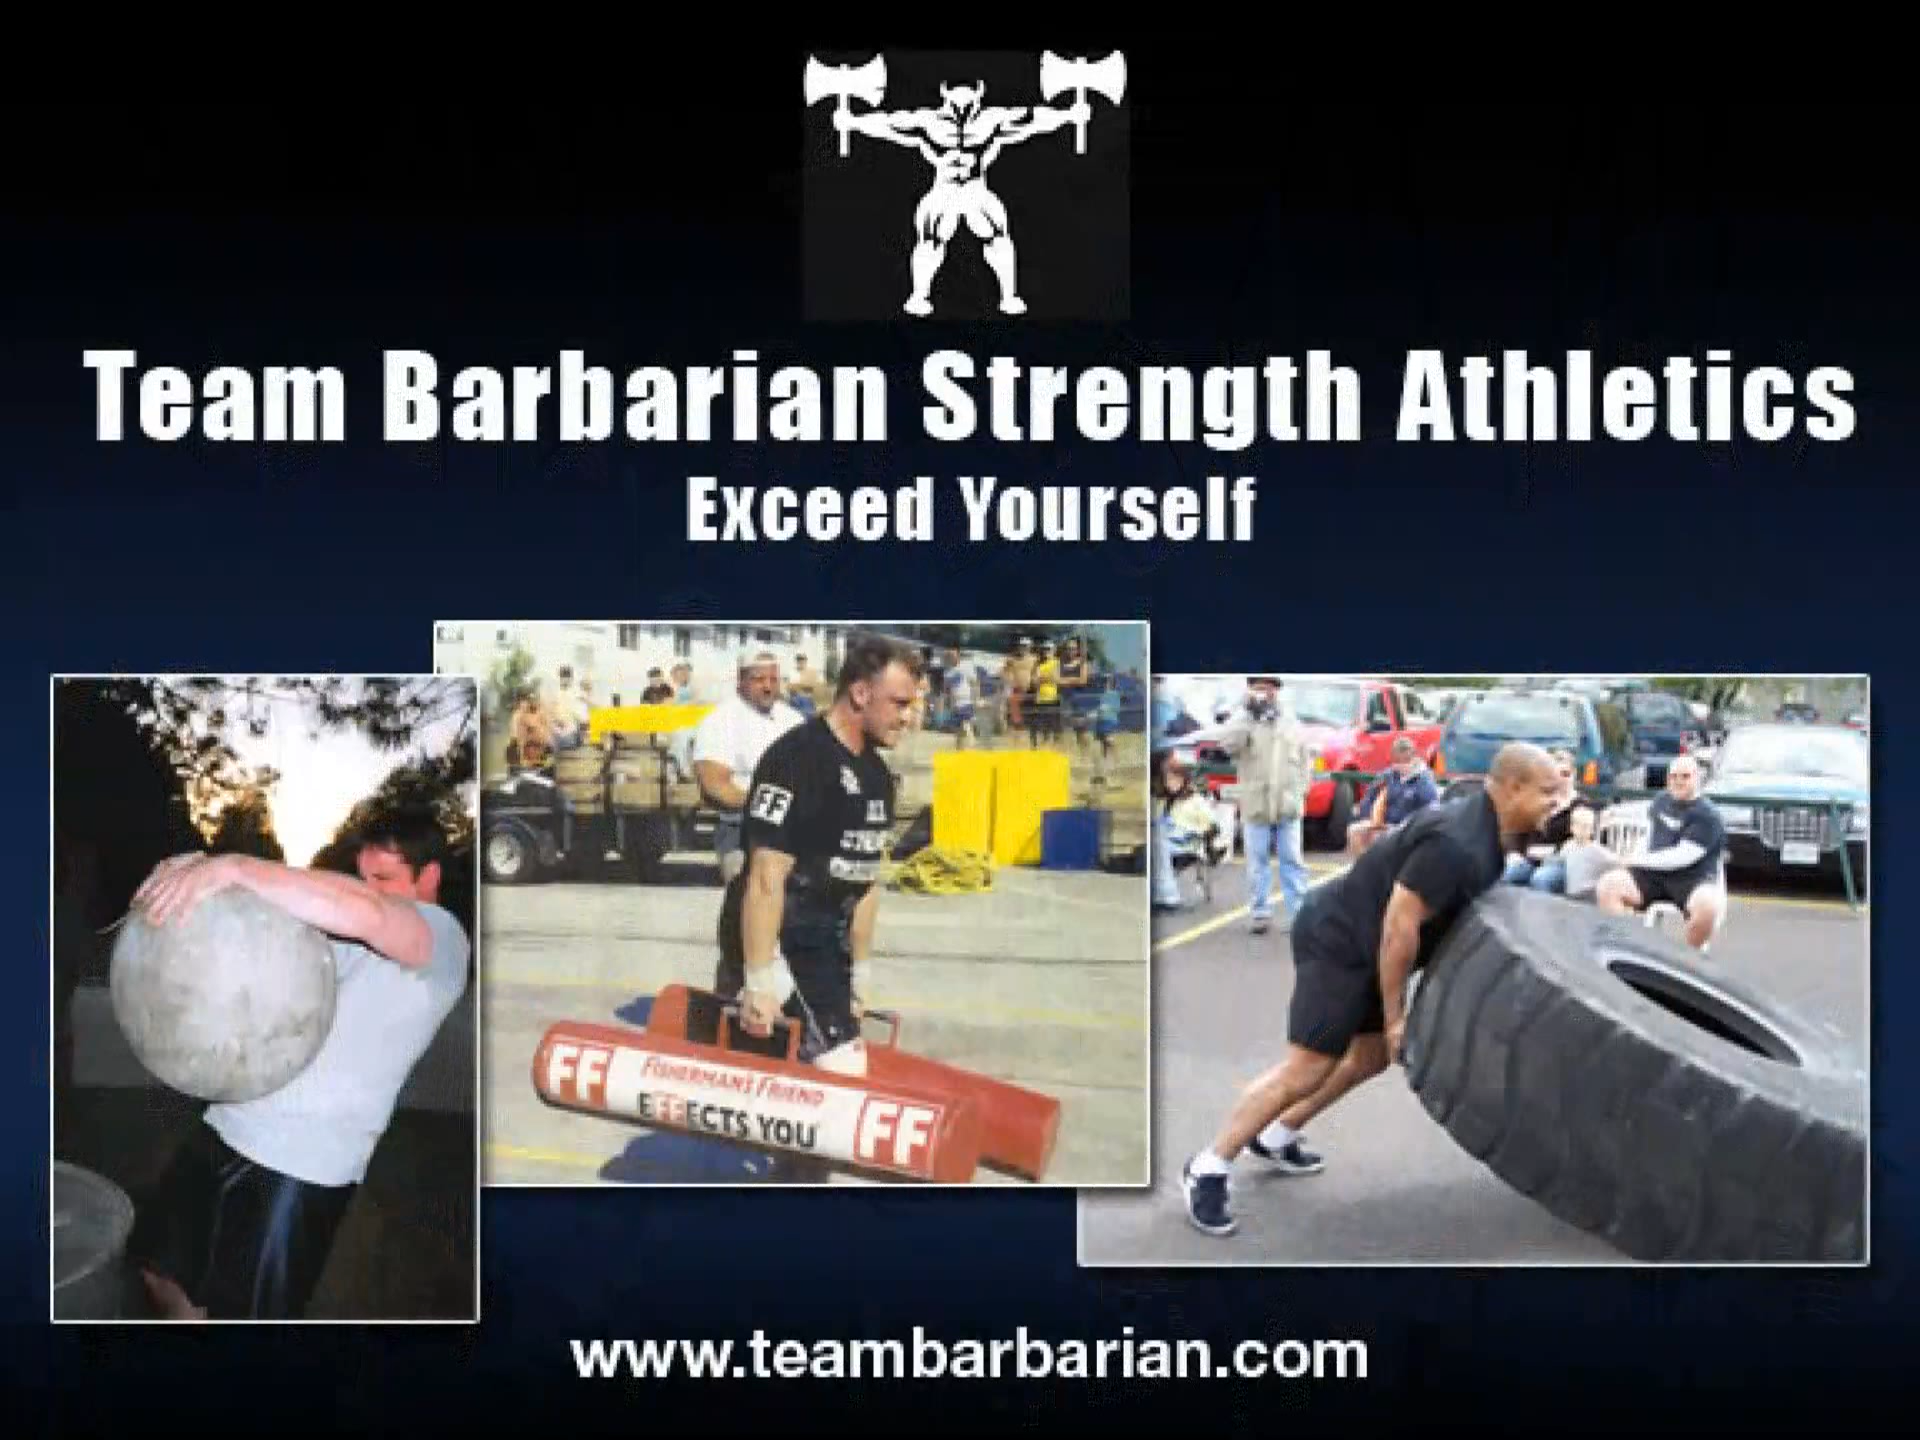 Team Barbarian Strength Athletics
Exceed Yourself
FF
FF
FISHERMAN'S FRIEND
EFFECTS YOU
FF
www.teambarbarian.com